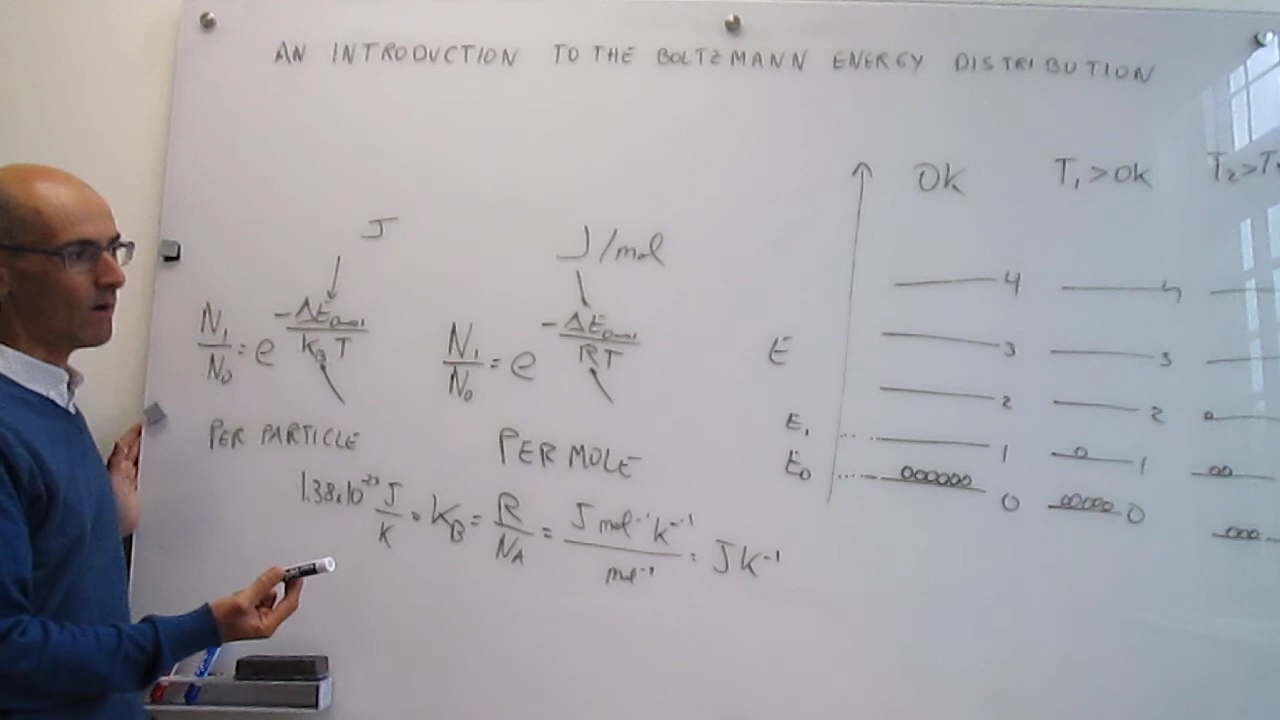 AN INTRODUCTION TO THE BOLTZMANN ENERGY DISTRIBUTION
J
N₁/N₀ = e^(-ΔE₀→₁/k_B T)
PER PARTICLE
J/mol
N₁/N₀ = e^(-ΔE₀→₁/RT)
PER MOLE
1.38x10⁻²³ J/K = k_B = R/N_A = J mol⁻¹ K⁻¹/mol⁻¹ = J K⁻¹
0K T₁>0K T₂>T₁
4 4
3 3
E
2 2
E₁ 1 1
E₀ 0 0